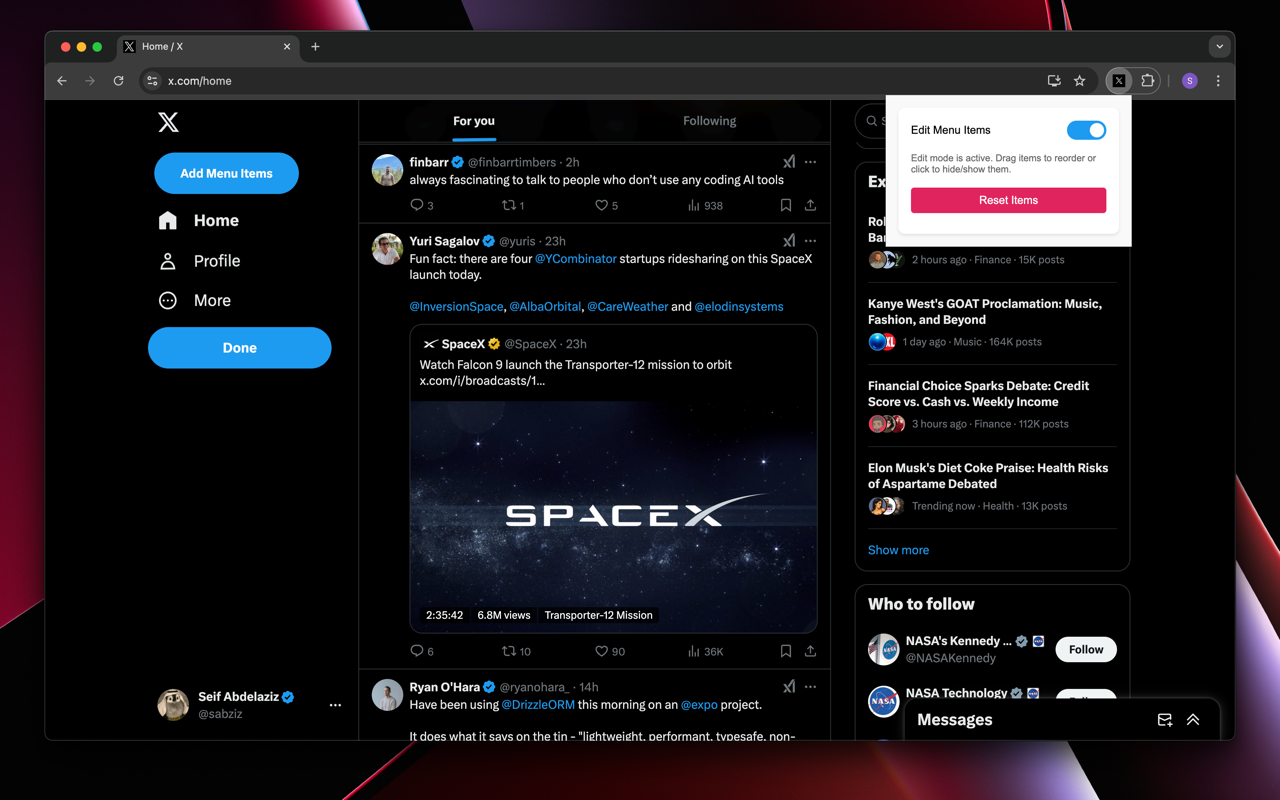 Home / X
x.com/home
S
Add Menu Items
Home
Profile
More
Done
Seif Abdelaziz
@sabziz
For you
Following
finbarr @finbarrtimbers · 2h
always fascinating to talk to people who don’t use any coding AI tools
3 1 5 938
Yuri Sagalov @yuris · 23h
Fun fact: there are four @YCombinator startups ridesharing on this SpaceX
launch today.
@InversionSpace, @AlbaOrbital, @CareWeather and @elodinsystems
SpaceX @SpaceX · 23h
Watch Falcon 9 launch the Transporter-12 mission to orbit
x.com/i/broadcasts/1...
SPACEX
2:35:42 6.8M views Transporter-12 Mission
6 10 90 36K
Ryan O'Hara @ryanohara_ · 14h
Have been using @DrizzleORM this morning on an @expo project.
It does what it says on the tin - "lightweight, performant, typesafe, non-
Edit Menu Items
Edit mode is active. Drag items to reorder or
click to hide/show them.
Reset Items
2 hours ago · Finance · 15K posts
Kanye West's GOAT Proclamation: Music,
Fashion, and Beyond
1 day ago · Music · 164K posts
Financial Choice Sparks Debate: Credit
Score vs. Cash vs. Weekly Income
3 hours ago · Finance · 112K posts
Elon Musk's Diet Coke Praise: Health Risks
of Aspartame Debated
Trending now · Health · 13K posts
Show more
Who to follow
NASA's Kennedy ...
@NASAKennedy
Follow
NASA Technology
Messages